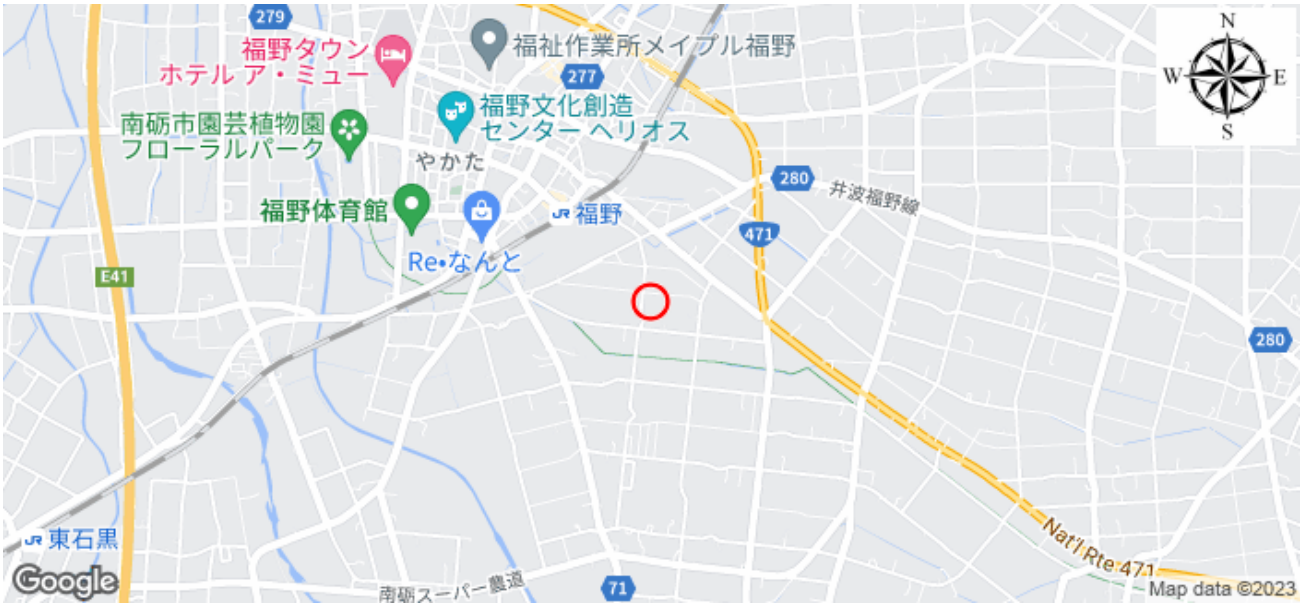 279
福野タウン
ホテル ア・ミュー
福祉作業所メイプル福野
277
N
W
E
S
南砺市園芸植物園
フローラルパーク
福野文化創造
センター ヘリオス
やかた
280
井波福野線
福野体育館
JR 福野
471
Re•なんと
E41
280
JR 東石黒
Nat'l Rte 471
Google
南砺スーパー農道
71
Map data ©2023